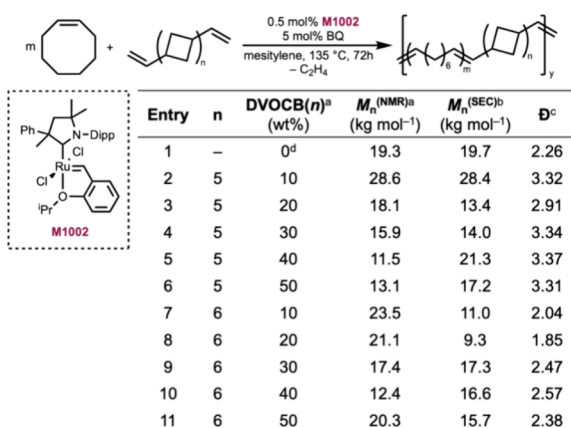 m + n
0.5 mol% M1002
5 mol% BQ
mesitylene, 135 °C, 72h
– C2H4
6 m n y
Ph N–Dipp
Cl
Ru
Cl
O
iPr
M1002
Entry n DVOCB(n)a (wt%) Mn(NMR)a (kg mol–1) Mn(SEC)b (kg mol–1) Đc
1 – 0d 19.3 19.7 2.26
2 5 10 28.6 28.4 3.32
3 5 20 18.1 13.4 2.91
4 5 30 15.9 14.0 3.34
5 5 40 11.5 21.3 3.37
6 5 50 13.1 17.2 3.31
7 6 10 23.5 11.0 2.04
8 6 20 21.1 9.3 1.85
9 6 30 17.4 17.3 2.47
10 6 40 12.4 16.6 2.57
11 6 50 20.3 15.7 2.38